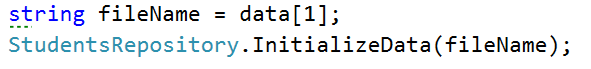 string fileName = data[1];
StudentsRepository.InitializeData(fileName);